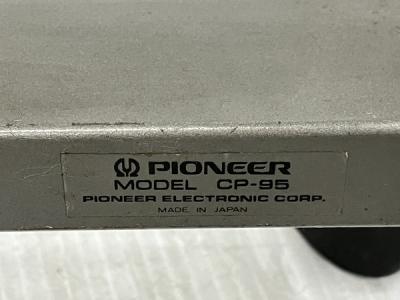 PIONEER
MODEL CP-95
PIONEER ELECTRONIC CORP.
MADE IN JAPAN